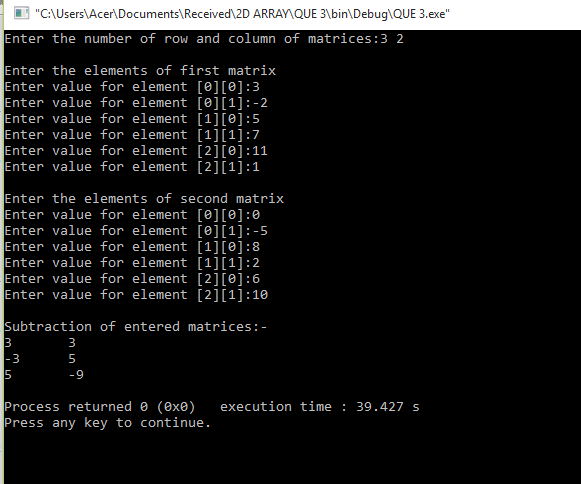 "C:\Users\Acer\Documents\Received\2D ARRAY\QUE 3\bin\Debug\QUE 3.exe"
Enter the number of row and column of matrices:3 2
Enter the elements of first matrix
Enter value for element [0][0]:3
Enter value for element [0][1]:-2
Enter value for element [1][0]:5
Enter value for element [1][1]:7
Enter value for element [2][0]:11
Enter value for element [2][1]:1
Enter the elements of second matrix
Enter value for element [0][0]:0
Enter value for element [0][1]:-5
Enter value for element [1][0]:8
Enter value for element [1][1]:2
Enter value for element [2][0]:6
Enter value for element [2][1]:10
Subtraction of entered matrices:-
3       3
-3      5
5       -9
Process returned 0 (0x0)   execution time : 39.427 s
Press any key to continue.